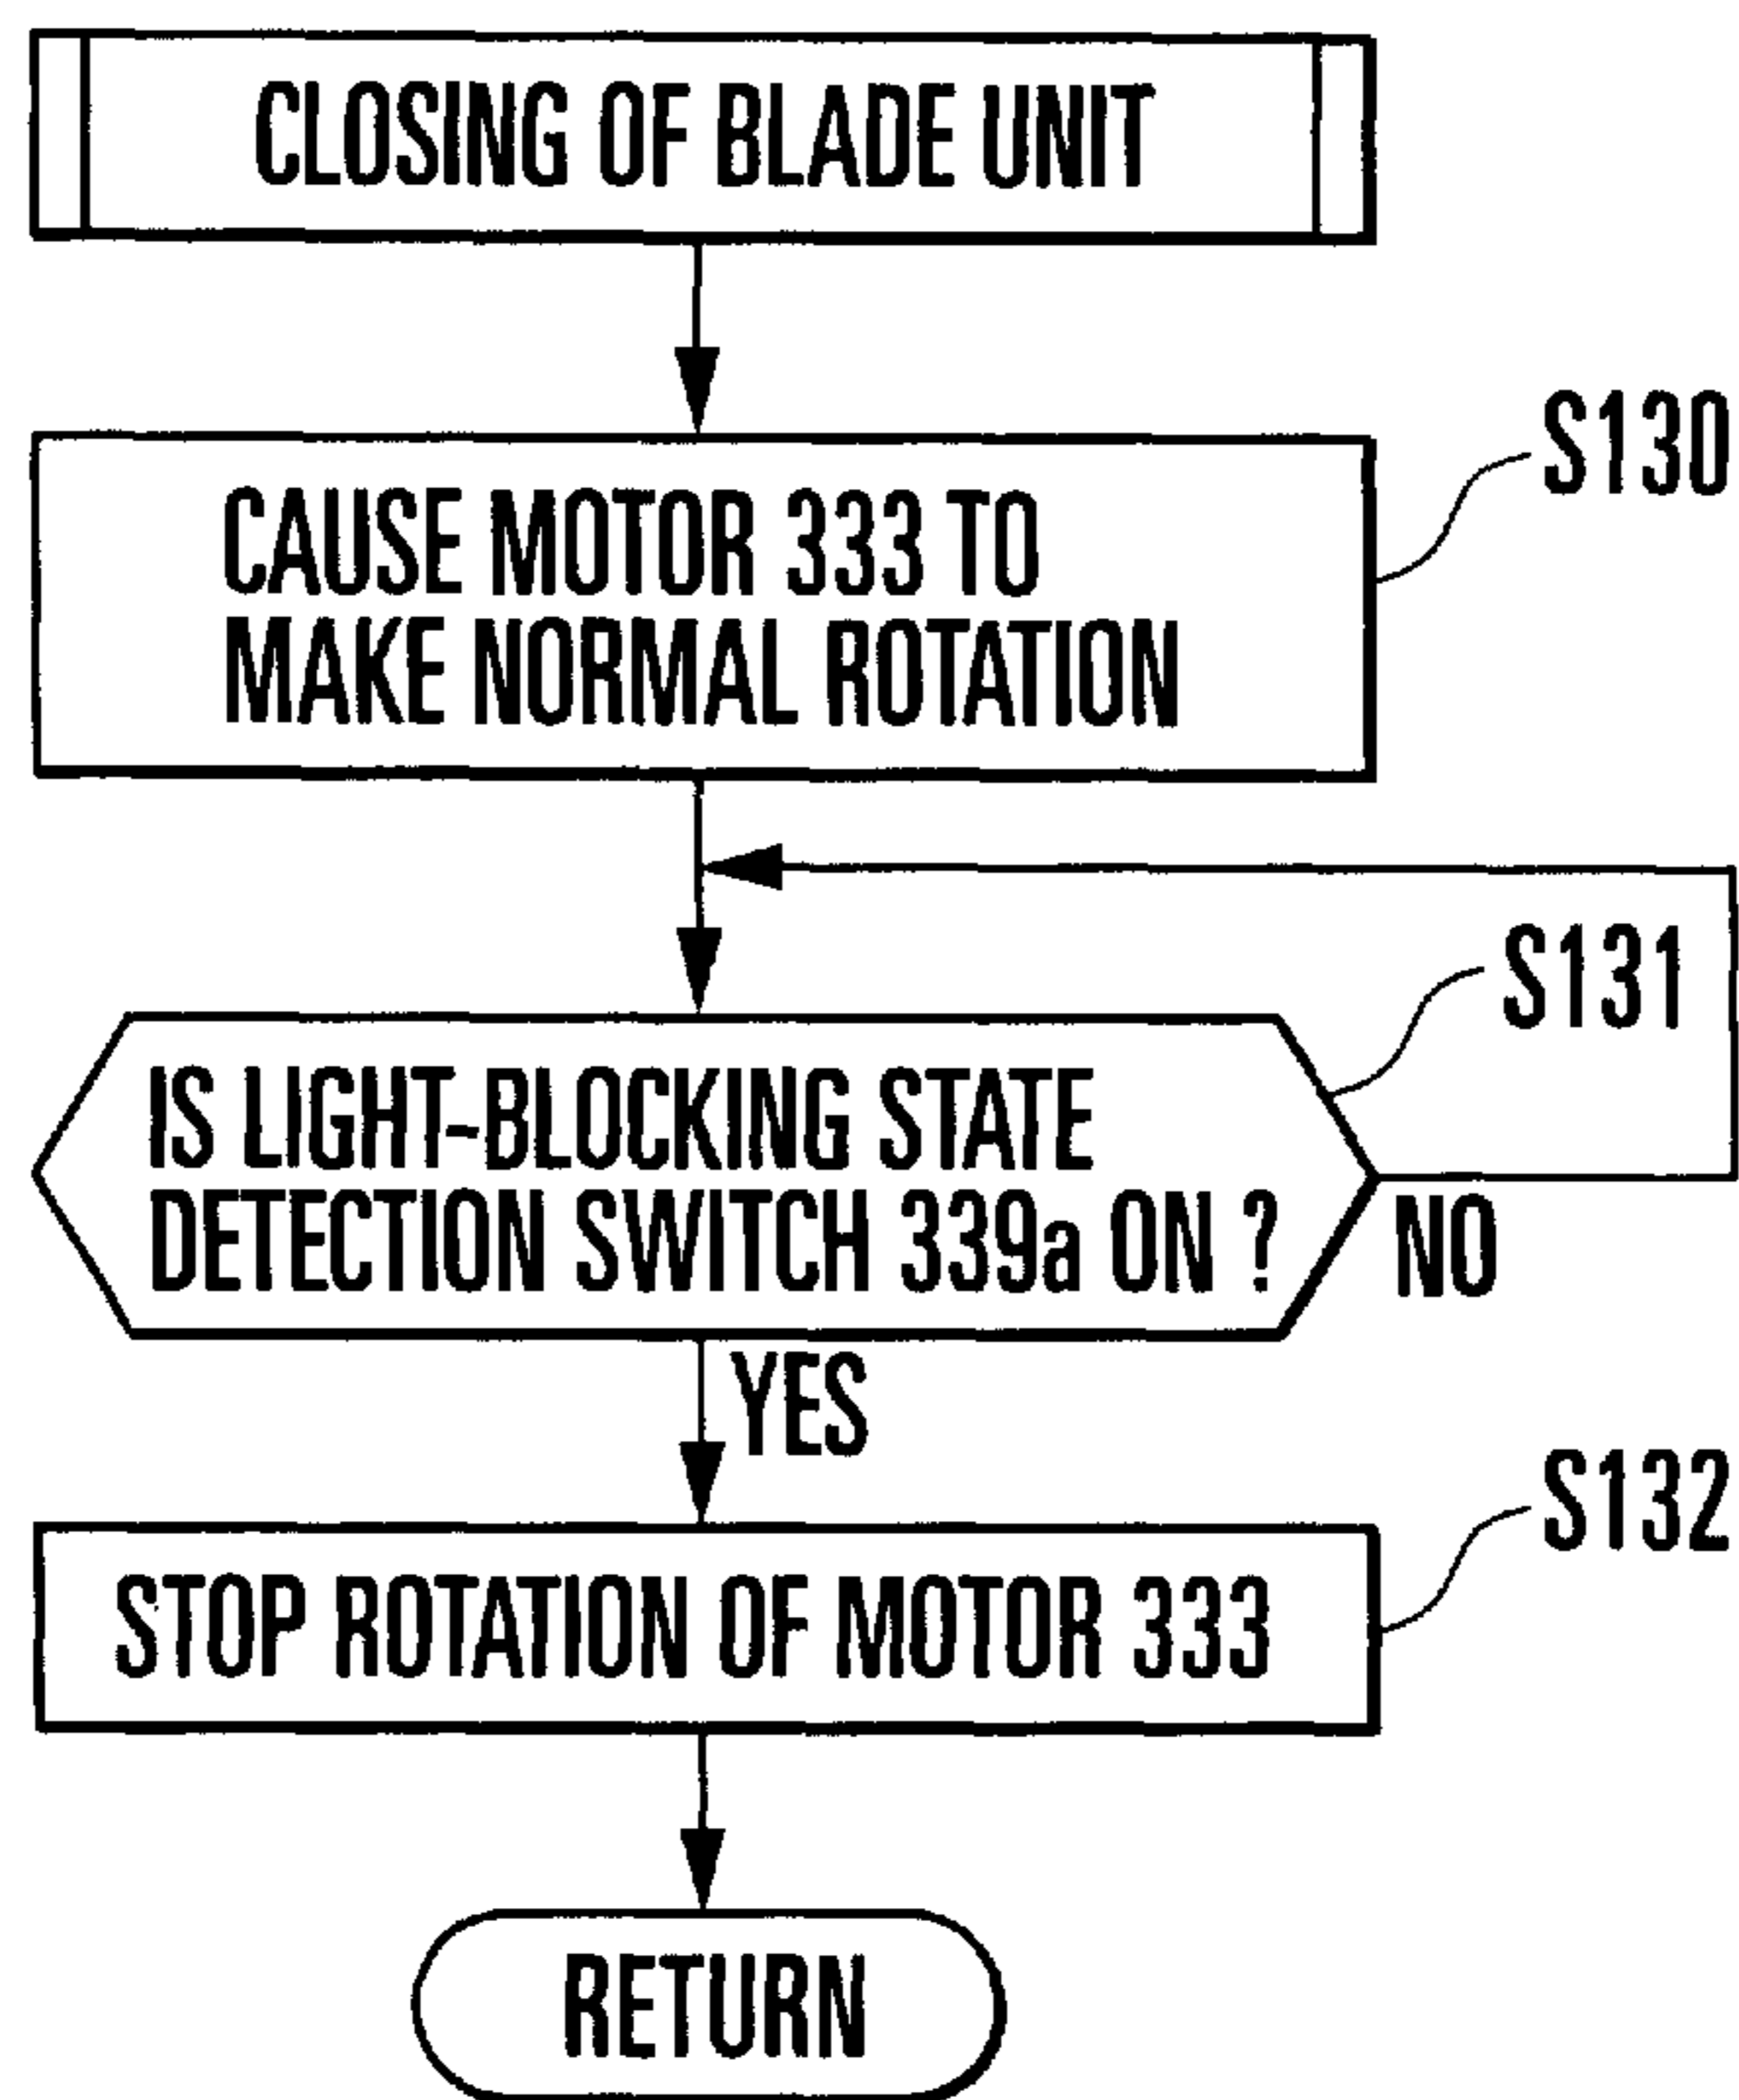 CLOSING OF BLADE UNIT
S130
CAUSE MOTOR 333 TO
MAKE NORMAL ROTATION
S131
IS LIGHT-BLOCKING STATE
DETECTION SWITCH 339a ON ?
NO
YES
S132
STOP ROTATION OF MOTOR 333
RETURN